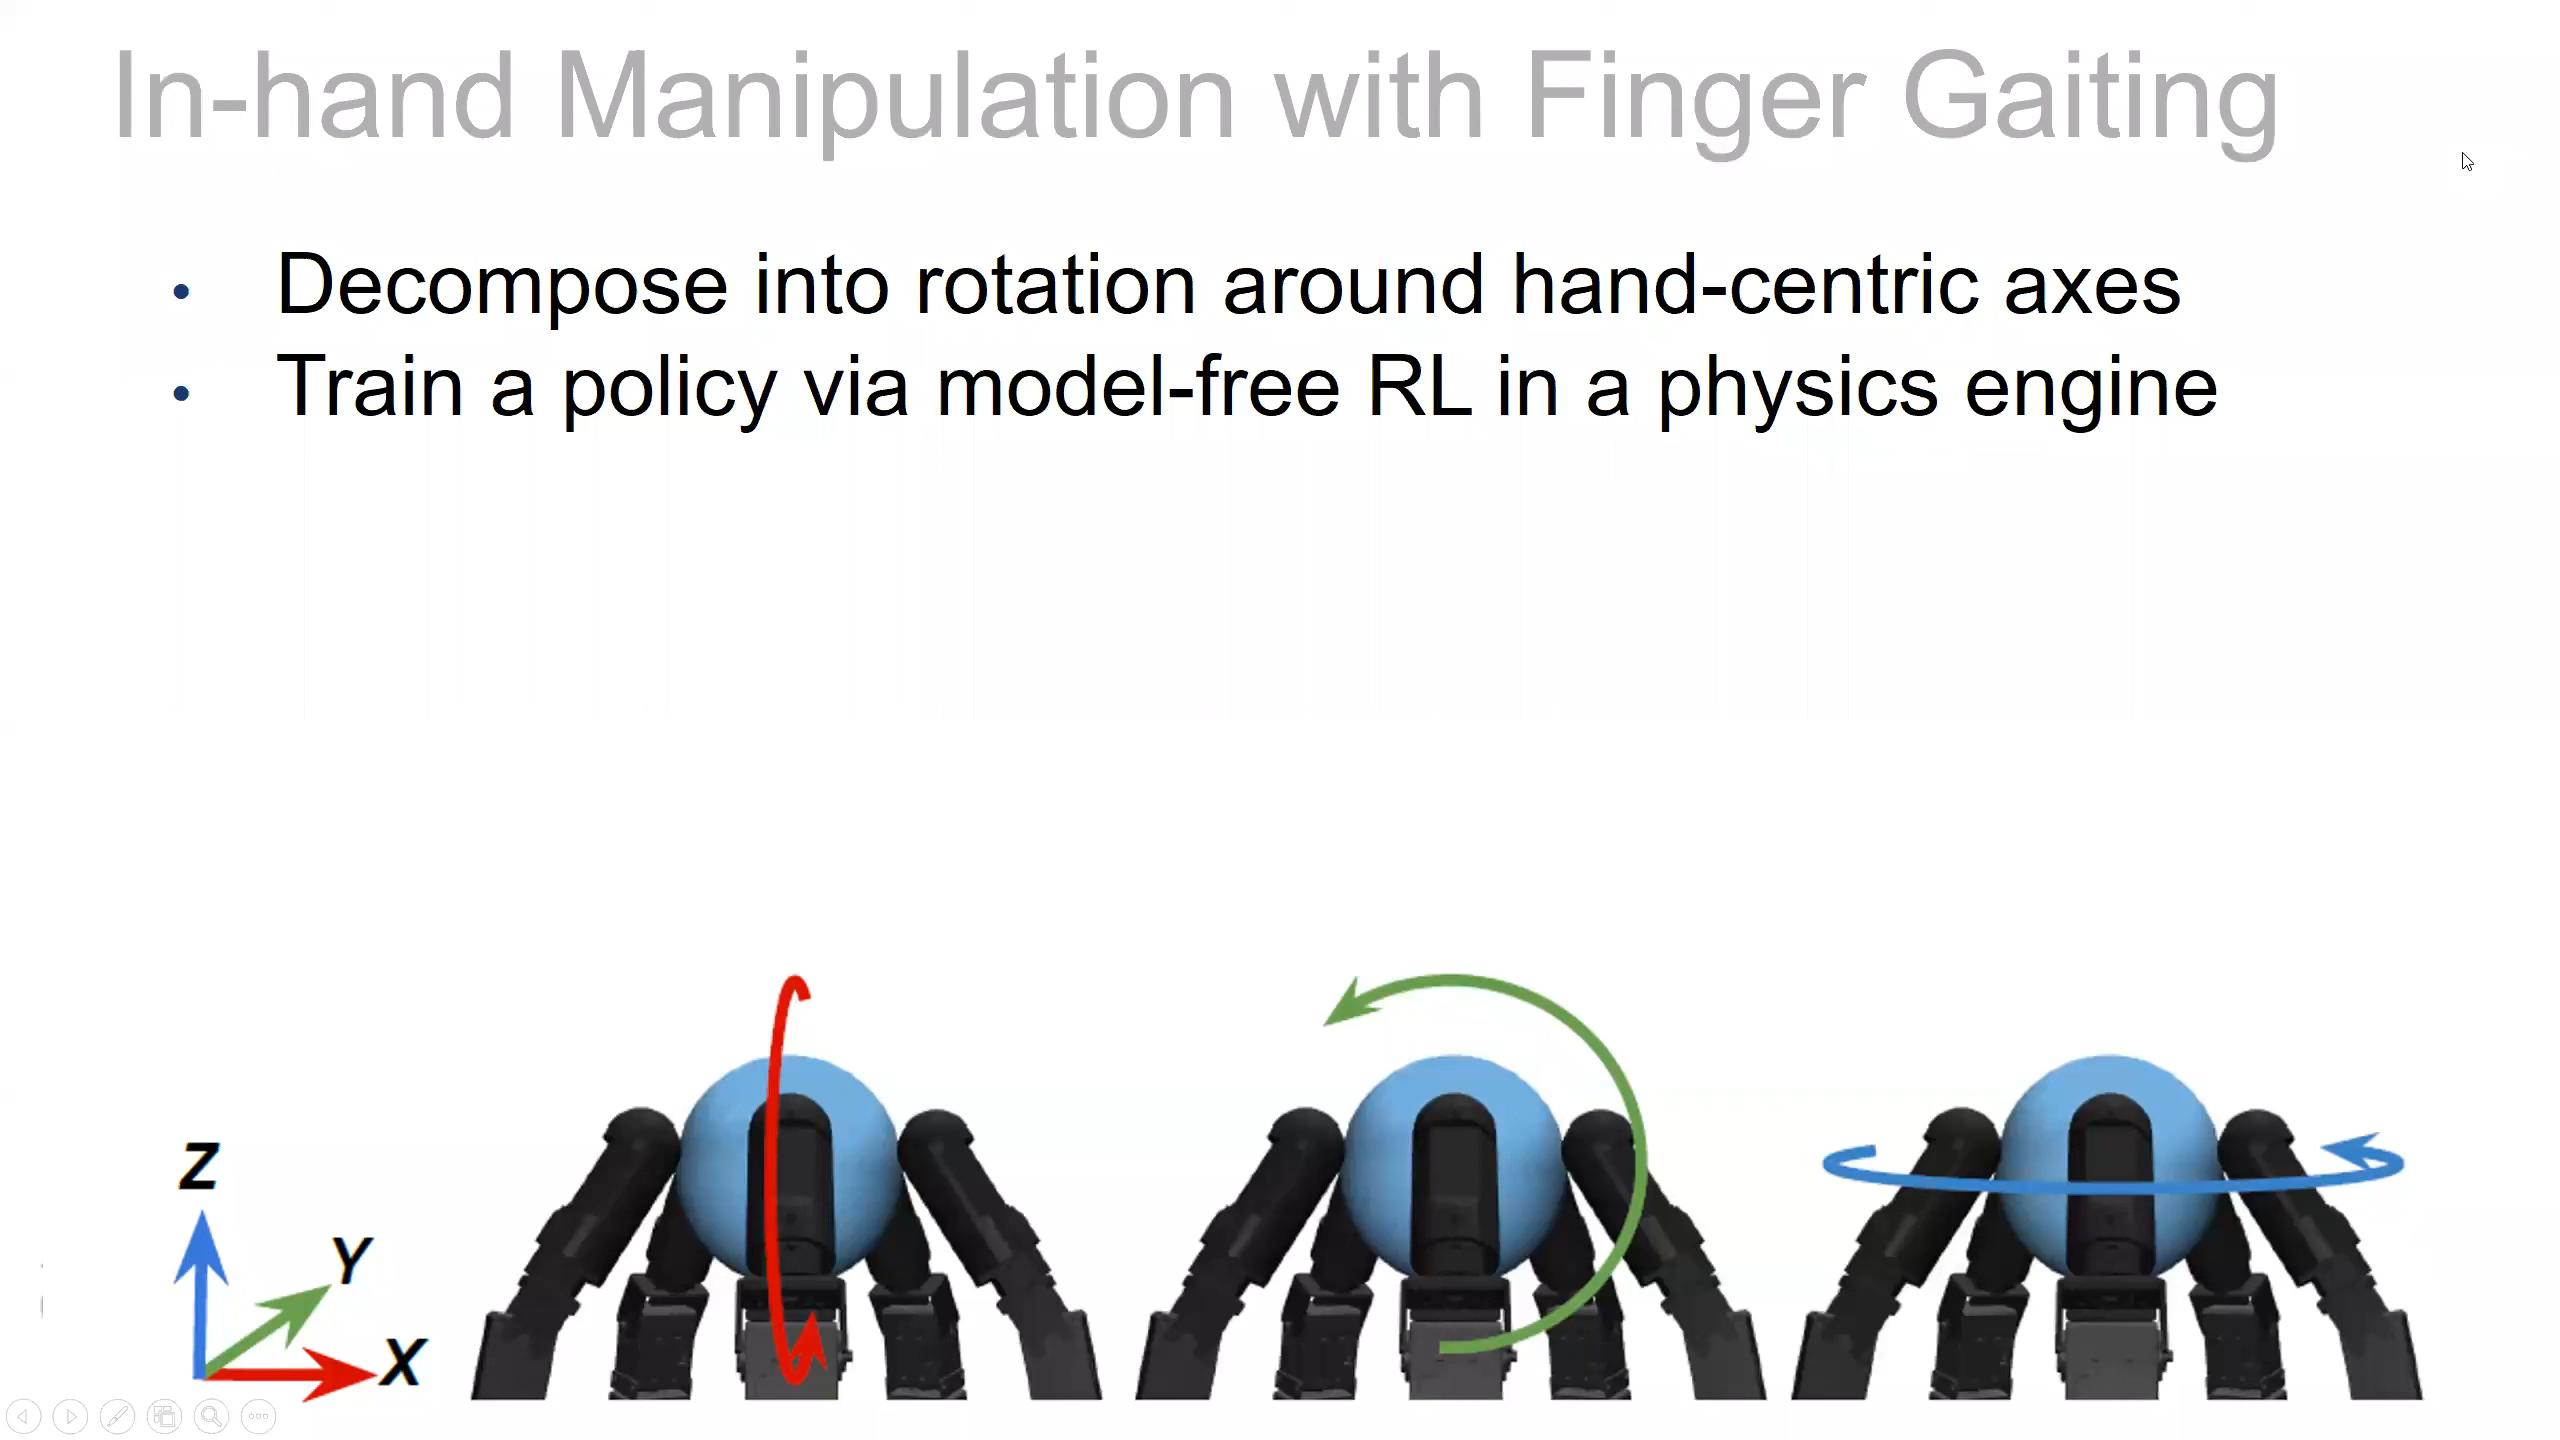 In-hand Manipulation with Finger Gaiting
• Decompose into rotation around hand-centric axes
• Train a policy via model-free RL in a physics engine
Z
Y
X